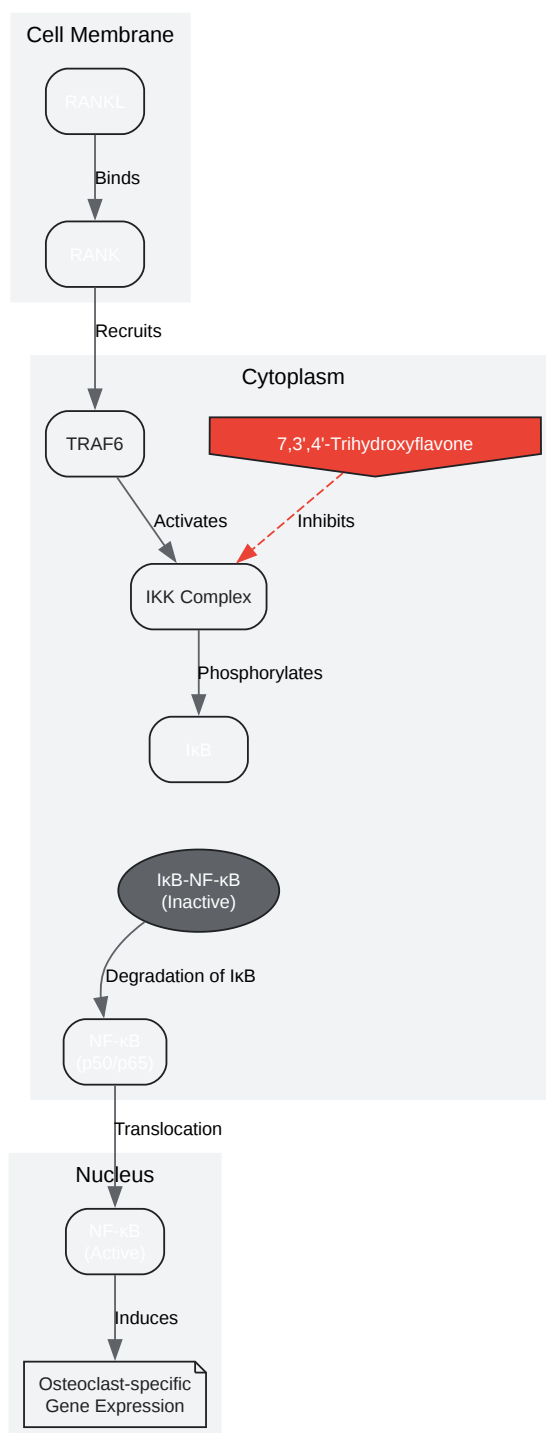 Cell Membrane
RANKL
Binds
RANK
Recruits
Cytoplasm
TRAF6
7,3',4'-Trihydroxyflavone
Activates
Inhibits
IKK Complex
Phosphorylates
IκB
IκB-NF-κB
(Inactive)
Degradation of IκB
NF-κB
(p50/p65)
Translocation
Nucleus
NF-κB
(Active)
Induces
Osteoclast-specific
Gene Expression